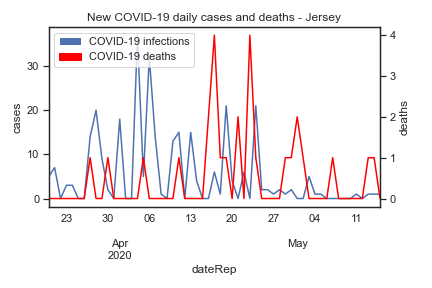 New COVID-19 daily cases and deaths - Jersey
COVID-19 infections
COVID-19 deaths
cases
30
20
10
0
deaths
4
3
2
1
0
23 30 06 13 20 27 04 11
Apr May
2020
dateRep